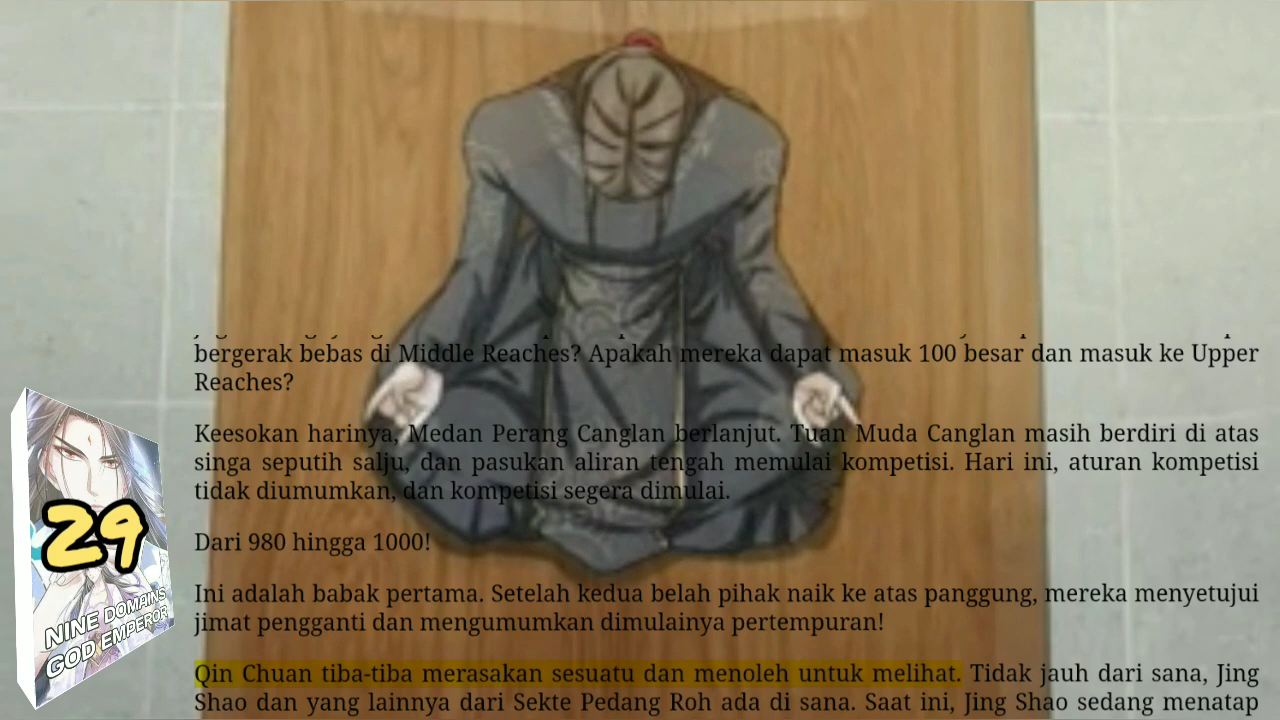 bergerak bebas di Middle Reaches? Apakah mereka dapat masuk 100 besar dan masuk ke Upper
Reaches?
Keesokan harinya, Medan Perang Canglan berlanjut. Tuan Muda Canglan masih berdiri di atas
singa seputih salju, dan pasukan aliran tengah memulai kompetisi. Hari ini, aturan kompetisi
tidak diumumkan, dan kompetisi segera dimulai.
Dari 980 hingga 1000!
Ini adalah babak pertama. Setelah kedua belah pihak naik ke atas panggung, mereka menyetujui
jimat pengganti dan mengumumkan dimulainya pertempuran!
Qin Chuan tiba-tiba merasakan sesuatu dan menoleh untuk melihat. Tidak jauh dari sana, Jing
Shao dan yang lainnya dari Sekte Pedang Roh ada di sana. Saat ini, Jing Shao sedang menatap
29
NINE DOMAINS
GOD EMPEROR